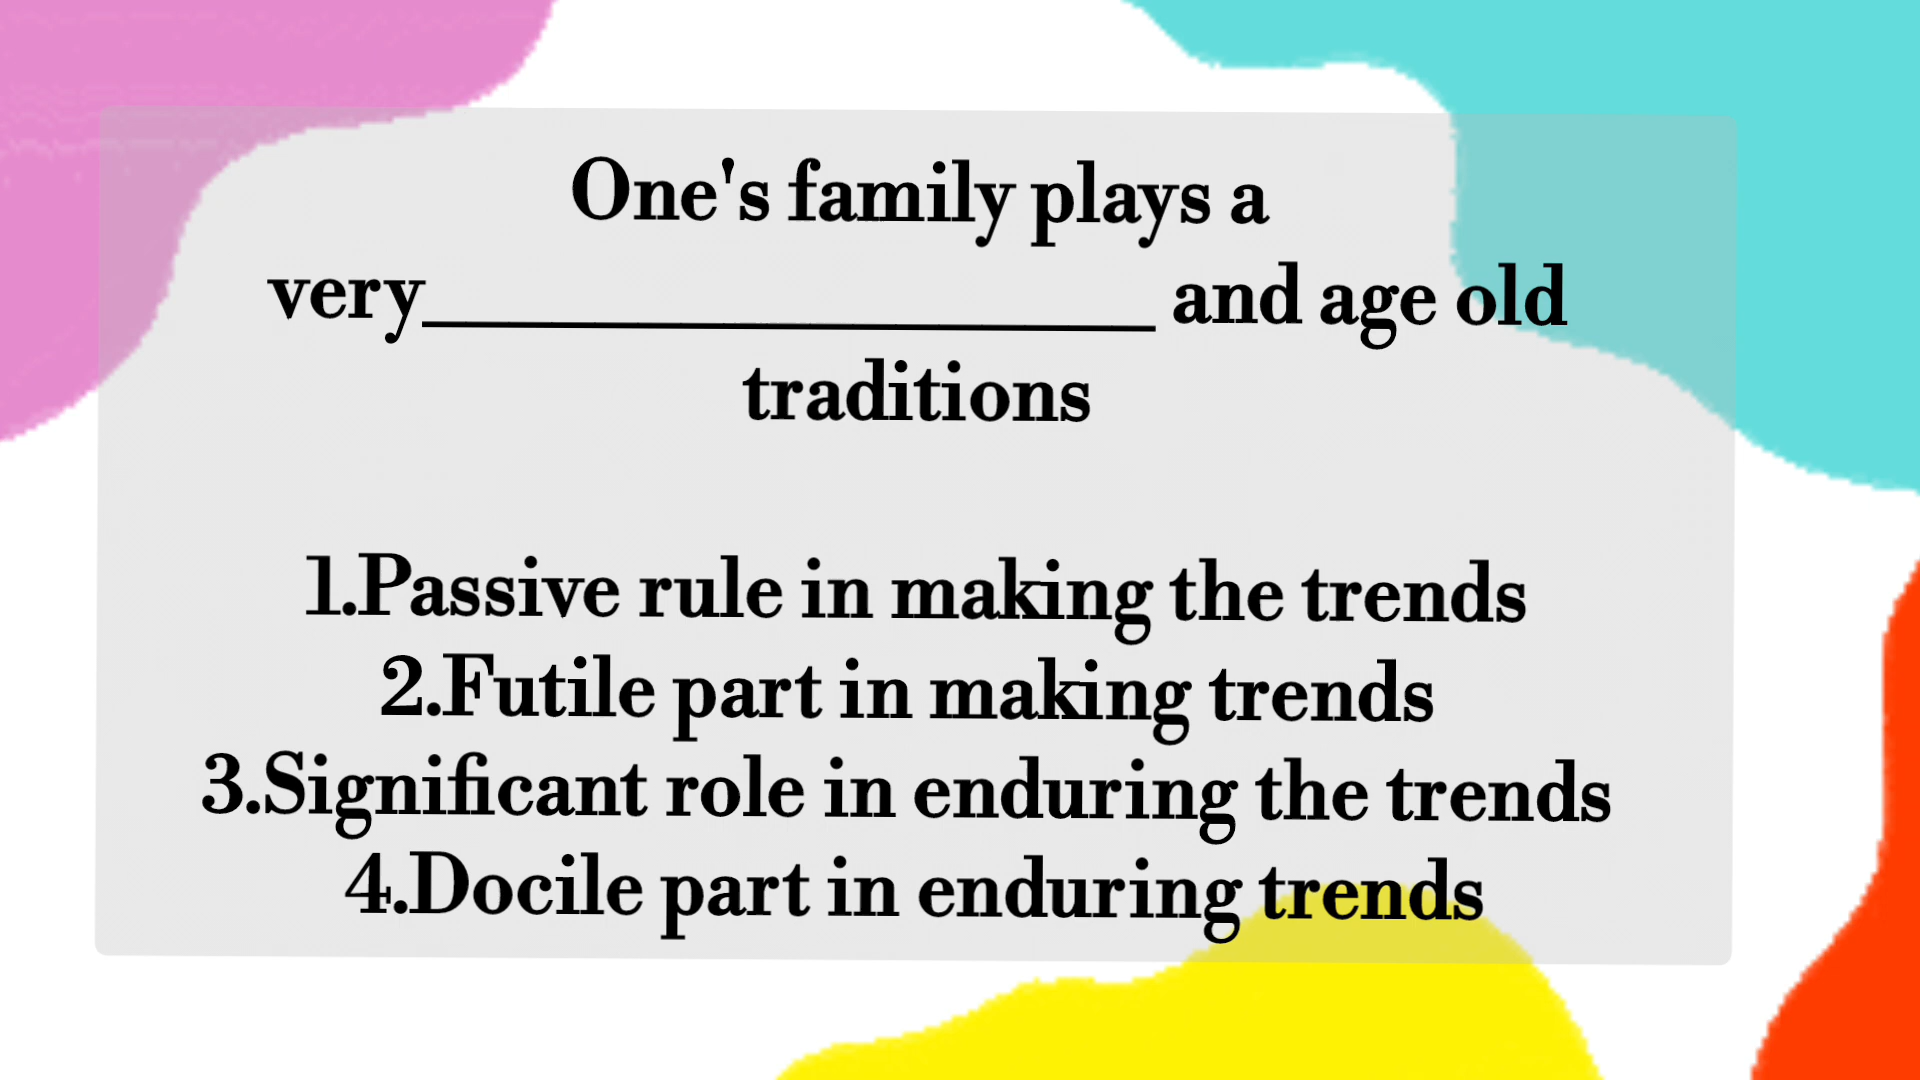 One's family plays a
very_________________ and age old
traditions
1.Passive rule in making the trends
2.Futile part in making trends
3.Significant role in enduring the trends
4.Docile part in enduring trends